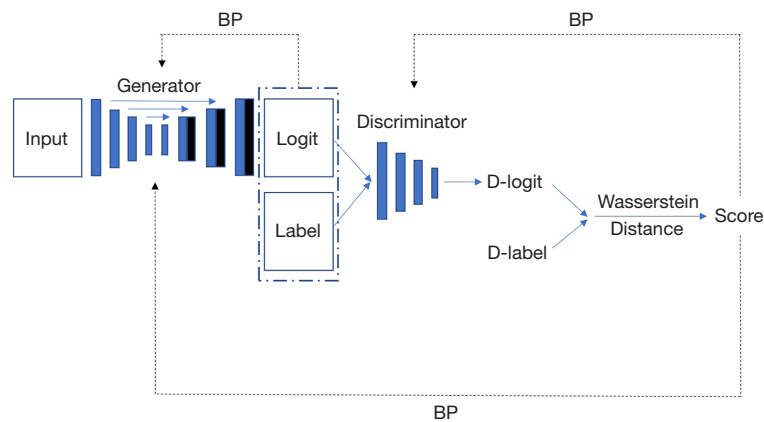 BP
BP
Generator
Input
Logit
Discriminator
Label
D-logit
D-label
Wasserstein
Distance
Score
BP